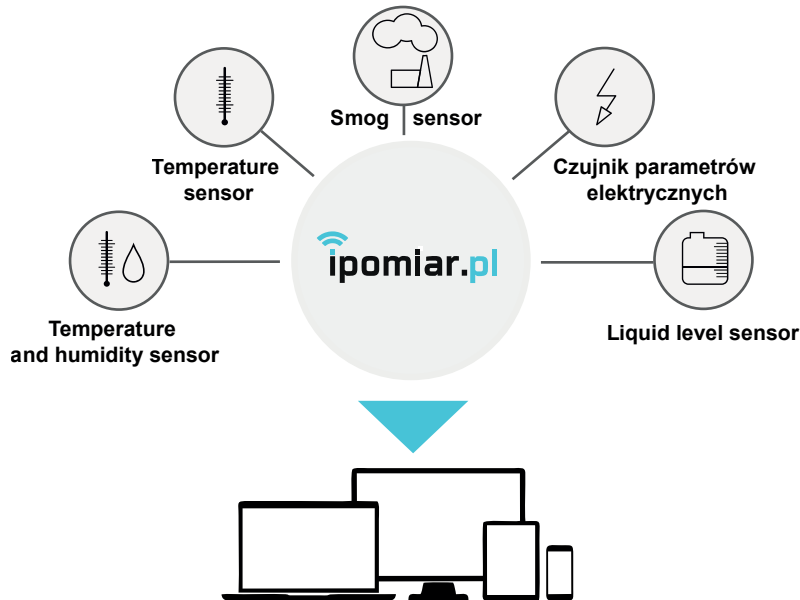 Smog sensor
Temperature
sensor
Czujnik parametrów
elektrycznych
ipomiar.pl
Temperature
and humidity sensor
Liquid level sensor